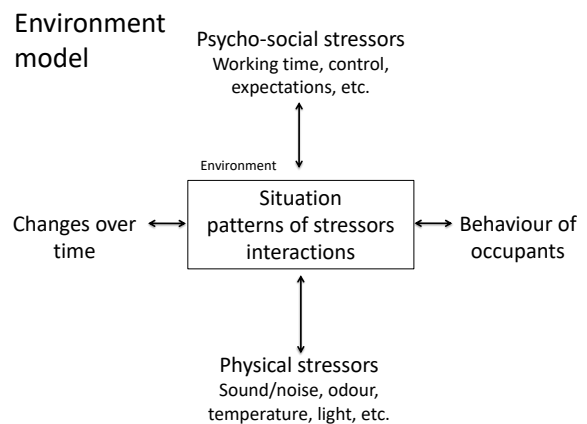 Environment
model
Psycho-social stressors
Working time, control,
expectations, etc.
Environment
Situation
patterns of stressors
interactions
Changes over
time
Behaviour of
occupants
Physical stressors
Sound/noise, odour,
temperature, light, etc.